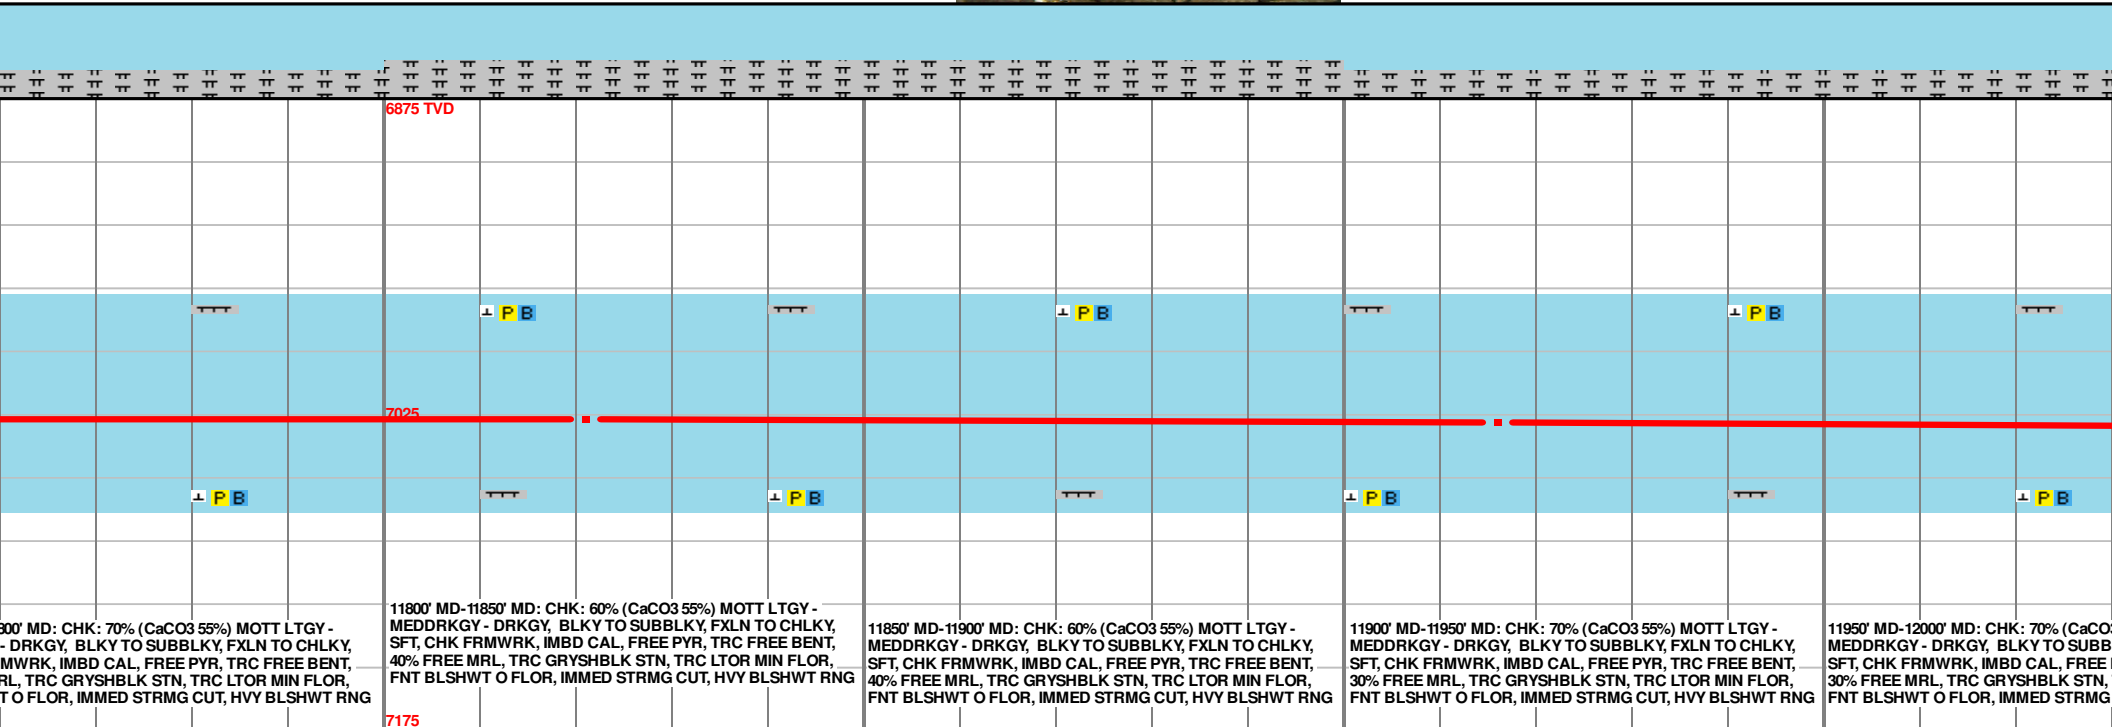 6875 TVD
P B
P B
P B
7025
P B
P B
P B
P B
800' MD: CHK: 70% (CaCO3 55%) MOTT LTGY -
- DRKGY, BLKY TO SUBBLKY, FXLN TO CHLKY,
MWRK, IMBD CAL, FREE PYR, TRC FREE BENT,
RL, TRC GRYSHBLK STN, TRC LTOR MIN FLOR,
T O FLOR, IMMED STRMG CUT, HVY BLSHWT RNG
11800' MD-11850' MD: CHK: 60% (CaCO3 55%) MOTT LTGY -
MEDDRKGY - DRKGY, BLKY TO SUBBLKY, FXLN TO CHLKY,
SFT, CHK FRMWRK, IMBD CAL, FREE PYR, TRC FREE BENT,
40% FREE MRL, TRC GRYSHBLK STN, TRC LTOR MIN FLOR,
FNT BLSHWT O FLOR, IMMED STRMG CUT, HVY BLSHWT RNG
11850' MD-11900' MD: CHK: 60% (CaCO3 55%) MOTT LTGY -
MEDDRKGY - DRKGY, BLKY TO SUBBLKY, FXLN TO CHLKY,
SFT, CHK FRMWRK, IMBD CAL, FREE PYR, TRC FREE BENT,
40% FREE MRL, TRC GRYSHBLK STN, TRC LTOR MIN FLOR,
FNT BLSHWT O FLOR, IMMED STRMG CUT, HVY BLSHWT RNG
11900' MD-11950' MD: CHK: 70% (CaCO3 55%) MOTT LTGY -
MEDDRKGY - DRKGY, BLKY TO SUBBLKY, FXLN TO CHLKY,
SFT, CHK FRMWRK, IMBD CAL, FREE PYR, TRC FREE BENT,
30% FREE MRL, TRC GRYSHBLK STN, TRC LTOR MIN FLOR,
FNT BLSHWT O FLOR, IMMED STRMG CUT, HVY BLSHWT RNG
11950' MD-12000' MD: CHK: 70% (CaCO
MEDDRKGY - DRKGY, BLKY TO SUBB
SFT, CHK FRMWRK, IMBD CAL, FREE
30% FREE MRL, TRC GRYSHBLK STN,
FNT BLSHWT O FLOR, IMMED STRMG
7175